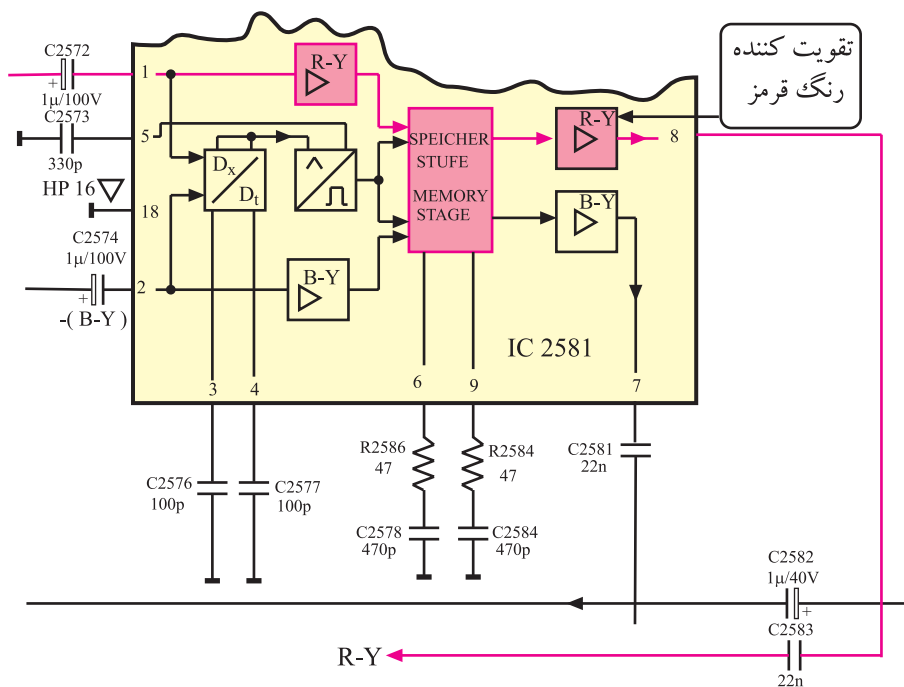 C2572
1μ/100V
C2573
330p
HP 16
C2574
1μ/100V
-( B-Y )
1
5
18
2
R-Y
Dx
Dt
B-Y
SPEICHER
STUFE
MEMORY
STAGE
R-Y
8
B-Y
تقویت کننده
رنگ قرمز
IC 2581
3
4
6
9
7
C2576
100p
C2577
100p
R2586
47
R2584
47
C2578
470p
C2584
470p
C2581
22n
C2582
1μ/40V
C2583
22n
R-Y